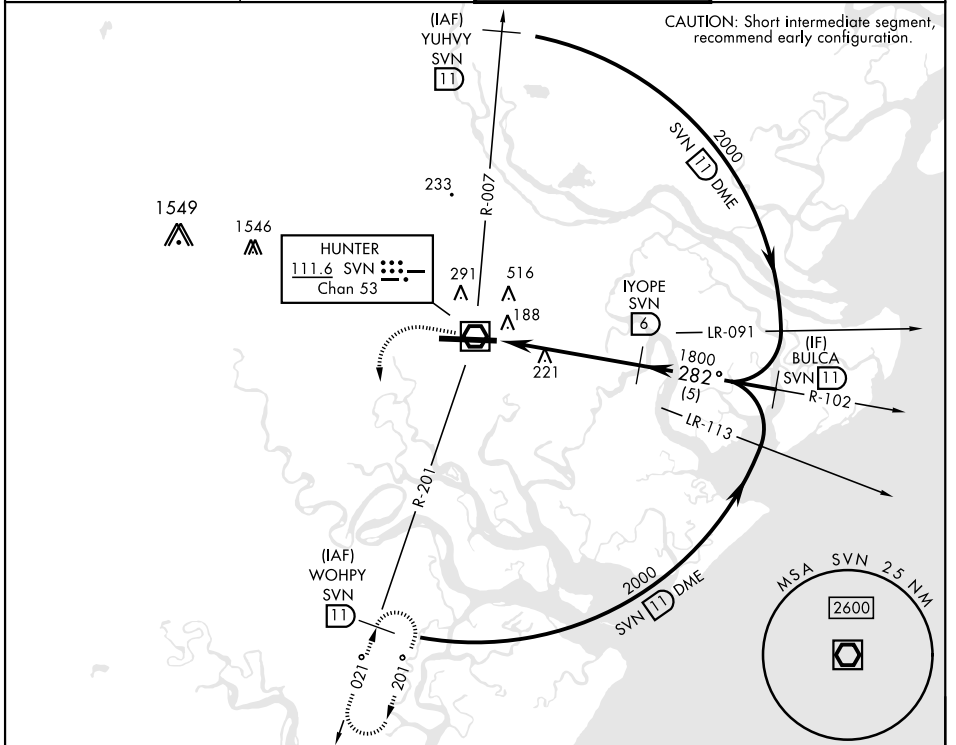 (IAF)
YUHVY
SVN
11
CAUTION: Short intermediate segment,
recommend early configuration.
2000
SVN 11 DME
R-007
233
1549
1546
HUNTER
111.6 SVN
Chan 53
291
516
188
221
IYOPE
SVN
6
LR-091
(IF)
BULCA
SVN 11
1800
282°
(5)
R-102
LR-113
R-201
(IAF)
WOHPY
SVN
11
2000
SVN 11 DME
021°
201°
MSA SVN 25 NM
2600